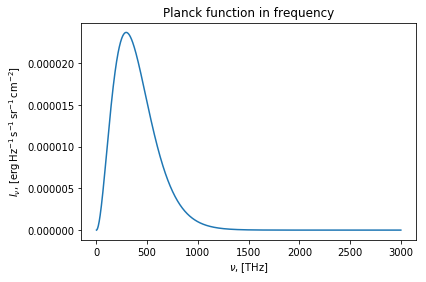 Planck function in frequency
I_ν, [erg Hz⁻¹ s⁻¹ sr⁻¹ cm⁻²]
0.000020
0.000015
0.000010
0.000005
0.000000
0 500 1000 1500 2000 2500 3000
ν, [THz]